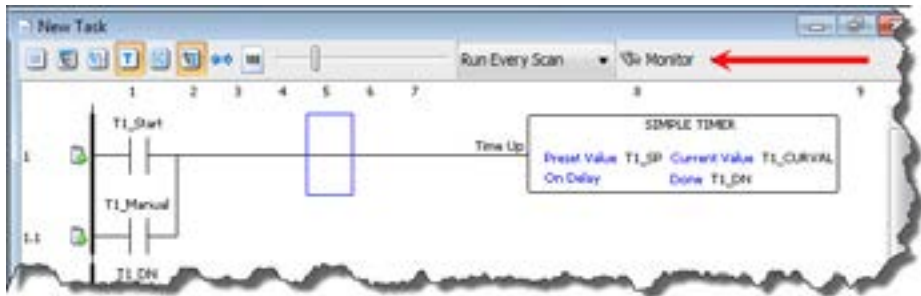 New Task
Run Every Scan Monitor
1 2 3 4 5 6 7 8 9
T1_Start
SIMPLE TIMER
1
Time Up
Preset Value T1_SP Current Value T1_CURVAL
On Delay Done T1_DN
T1_Manual
1.1
T1_DN